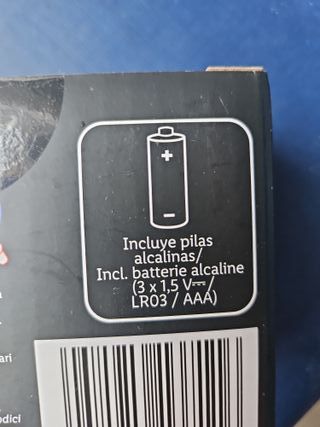 Incluye pilas
alcalinas/
Incl. batterie alcaline
(3 x 1,5 V⎓/
LR03 / AAA)